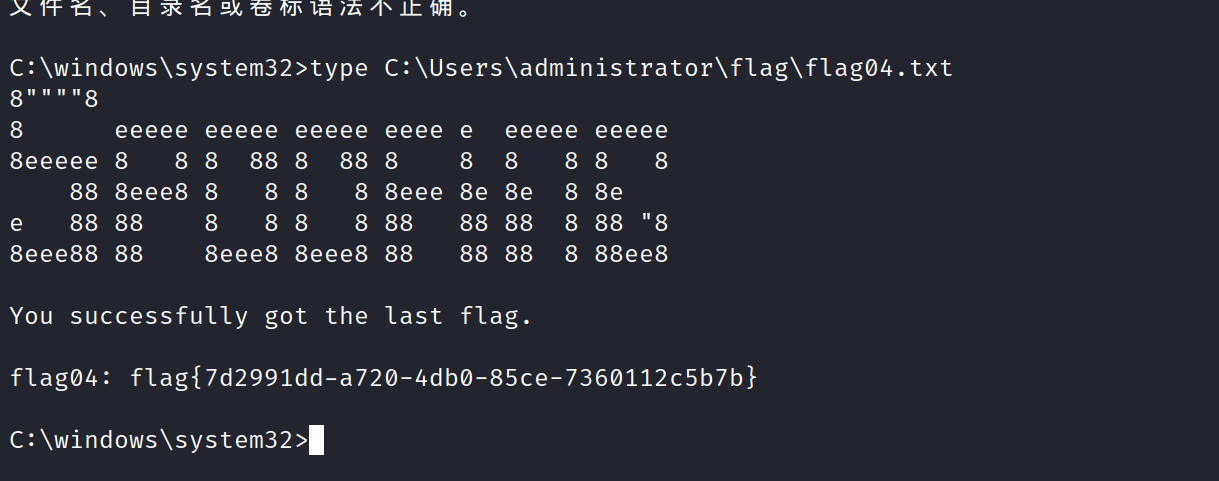 文件名、目录名或卷标语法不正确。
C:\windows\system32>type C:\Users\administrator\flag\flag04.txt
8""""8
8      eeeee eeeee eeeee eeee e  eeeee eeeee
8eeeee 8   8 8  88 8  88 8    8  8   8 8   8
    88 8eee8 8   8 8   8 8eee 8e 8e  8 8e
e   88 88    8   8 8   8 88   88 88  8 88 "8
8eee88 88    8eee8 8eee8 88   88 88  8 88ee8
You successfully got the last flag.
flag04: flag{7d2991dd-a720-4db0-85ce-7360112c5b7b}
C:\windows\system32>